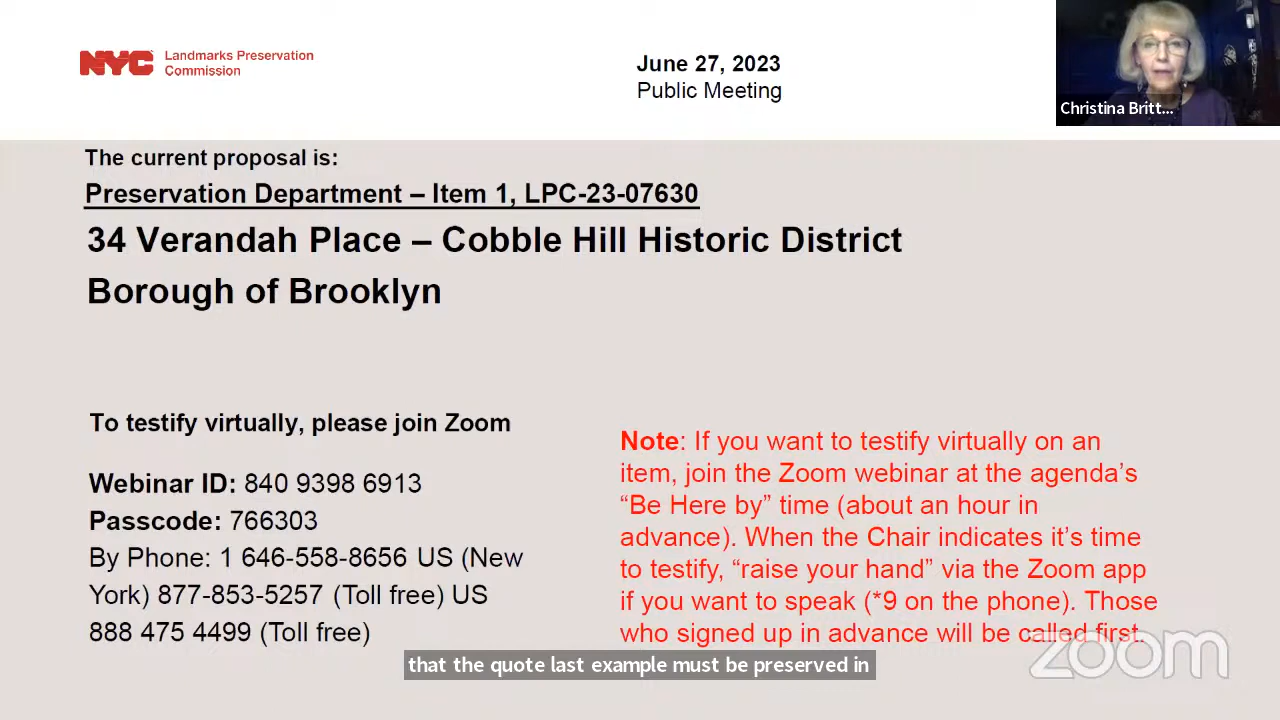 NYC Landmarks Preservation
Commission
June 27, 2023
Public Meeting
Christina Britt...
The current proposal is:
Preservation Department – Item 1, LPC-23-07630
34 Verandah Place – Cobble Hill Historic District
Borough of Brooklyn
To testify virtually, please join Zoom
Webinar ID: 840 9398 6913
Passcode: 766303
By Phone: 1 646-558-8656 US (New
York) 877-853-5257 (Toll free) US
888 475 4499 (Toll free)
Note: If you want to testify virtually on an
item, join the Zoom webinar at the agenda’s
“Be Here by” time (about an hour in
advance). When the Chair indicates it’s time
to testify, “raise your hand” via the Zoom app
if you want to speak (*9 on the phone). Those
who signed up in advance will be called first.
zoom
that the quote last example must be preserved in